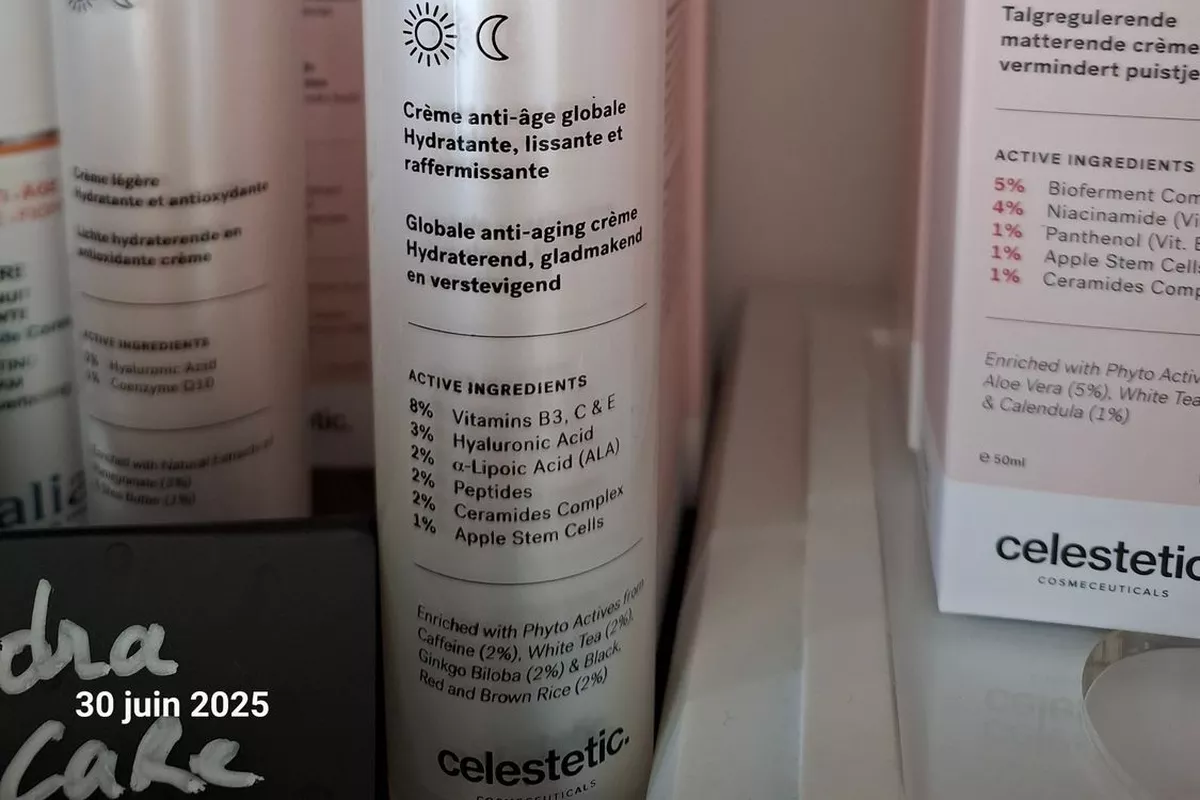 Crème légère
Hydratante et antioxydante
Lichte hydraterende en
antioxidante crème
ACTIVE INGREDIENTS
Hyaluronic Acid
Coenzyme Q10
Crème anti-âge globale
Hydratante, lissante et
raffermissante
Globale anti-aging crème
Hydraterend, gladmakend
en verstevigend
ACTIVE INGREDIENTS
8% Vitamins B3, C & E
3% Hyaluronic Acid
2% α-Lipoic Acid (ALA)
2% Peptides
2% Ceramides Complex
1% Apple Stem Cells
Enriched with Phyto Actives from
Caffeine (2%), White Tea (2%),
Ginkgo Biloba (2%) & Black,
Red and Brown Rice (2%)
celestetic.
COSMECEUTICALS
Talgregulerende
matterende crème
vermindert puistje
ACTIVE INGREDIENTS
5% Bioferment Com
4% Niacinamide (Vi
1% Panthenol (Vit. B
1% Apple Stem Cells
1% Ceramides Comp
Enriched with Phyto Activ
Aloe Vera (5%), White Tea
& Calendula (1%)
e 50ml
celestetic
COSMECEUTICALS
dra
CaRe
30 juin 2025